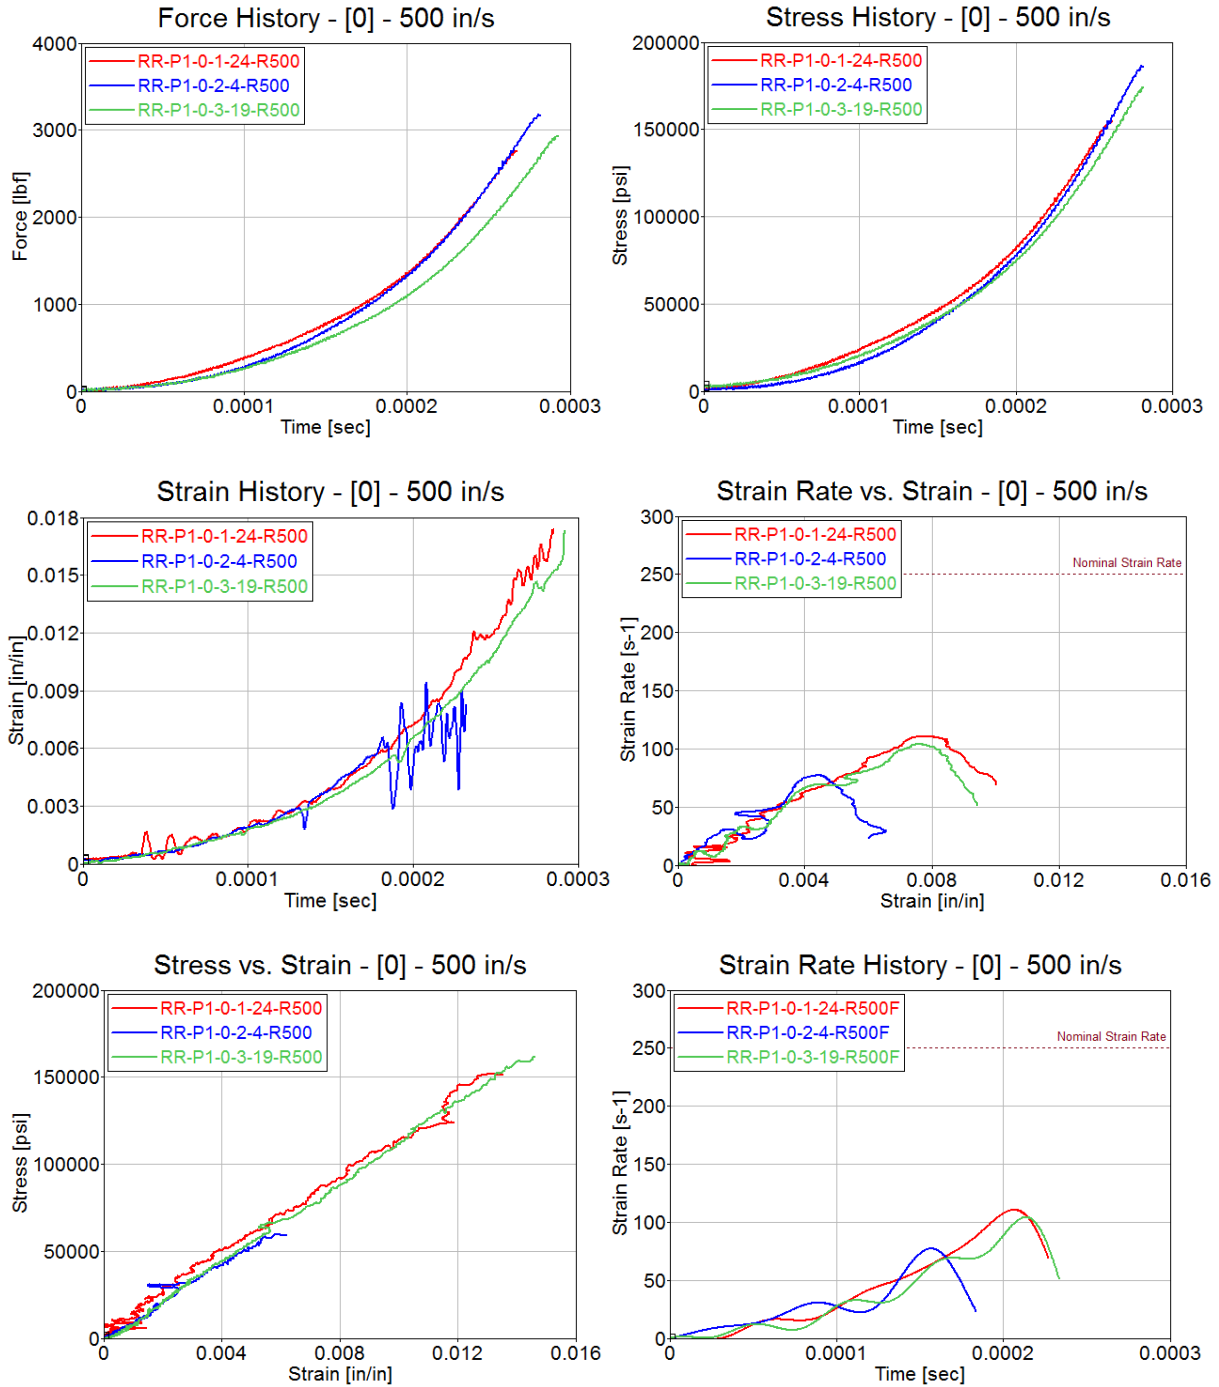 Force History - [0] - 500 in/s
4000
3000
2000
1000
0
Force [lbf]
RR-P1-0-1-24-R500
RR-P1-0-2-4-R500
RR-P1-0-3-19-R500
0
0.0001
0.0002
0.0003
Time [sec]
Stress History - [0] - 500 in/s
200000
150000
100000
50000
0
Stress [psi]
RR-P1-0-1-24-R500
RR-P1-0-2-4-R500
RR-P1-0-3-19-R500
0
0.0001
0.0002
0.0003
Time [sec]
Strain History - [0] - 500 in/s
0.018
0.015
0.012
0.009
0.006
0.003
0
Strain [in/in]
RR-P1-0-1-24-R500
RR-P1-0-2-4-R500
RR-P1-0-3-19-R500
0
0.0001
0.0002
0.0003
Time [sec]
Strain Rate vs. Strain - [0] - 500 in/s
300
250
200
150
100
50
0
Strain Rate [s-1]
RR-P1-0-1-24-R500
RR-P1-0-2-4-R500
RR-P1-0-3-19-R500
Nominal Strain Rate
0
0.004
0.008
0.012
0.016
Strain [in/in]
Stress vs. Strain - [0] - 500 in/s
200000
150000
100000
50000
0
Stress [psi]
RR-P1-0-1-24-R500
RR-P1-0-2-4-R500
RR-P1-0-3-19-R500
0
0.004
0.008
0.012
0.016
Strain [in/in]
Strain Rate History - [0] - 500 in/s
300
250
200
150
100
50
0
Strain Rate [s-1]
RR-P1-0-1-24-R500F
RR-P1-0-2-4-R500F
RR-P1-0-3-19-R500F
Nominal Strain Rate
0
0.0001
0.0002
0.0003
Time [sec]